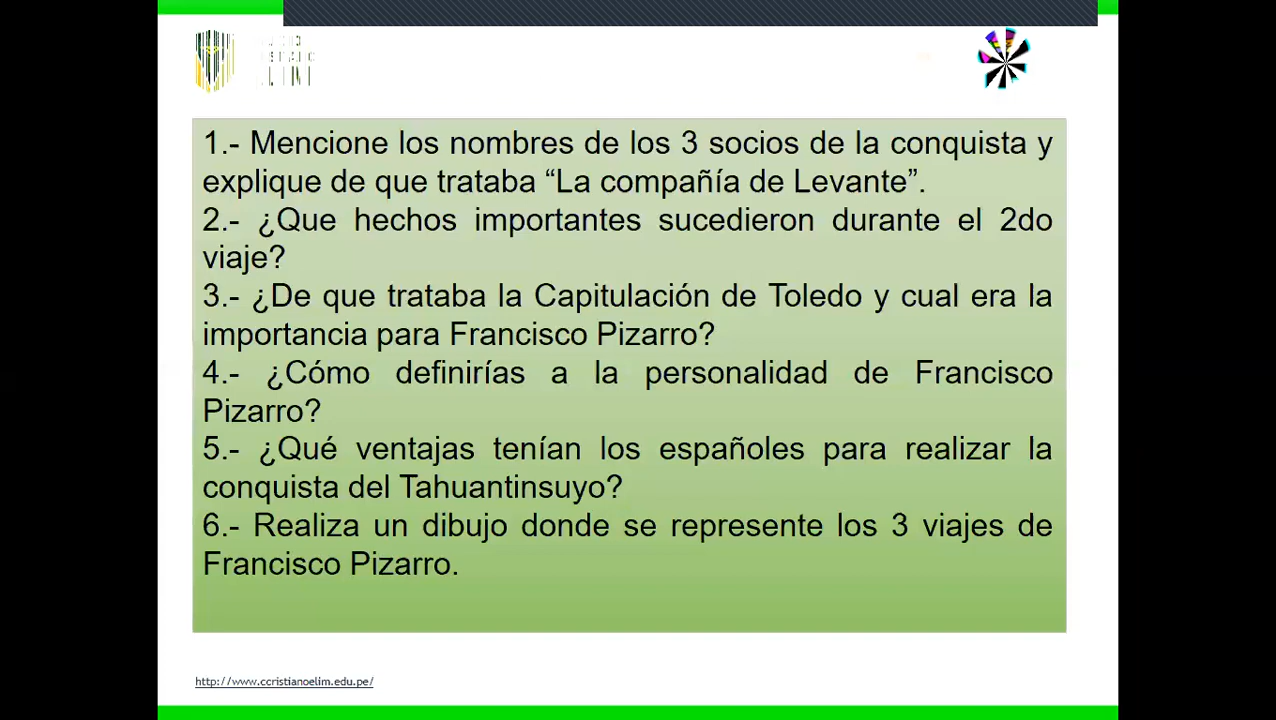 1.- Mencione los nombres de los 3 socios de la conquista y
explique de que trataba “La compañía de Levante”.
2.- ¿Que hechos importantes sucedieron durante el 2do
viaje?
3.- ¿De que trataba la Capitulación de Toledo y cual era la
importancia para Francisco Pizarro?
4.- ¿Cómo definirías a la personalidad de Francisco
Pizarro?
5.- ¿Qué ventajas tenían los españoles para realizar la
conquista del Tahuantinsuyo?
6.- Realiza un dibujo donde se represente los 3 viajes de
Francisco Pizarro.
http://www.ccristianoelim.edu.pe/